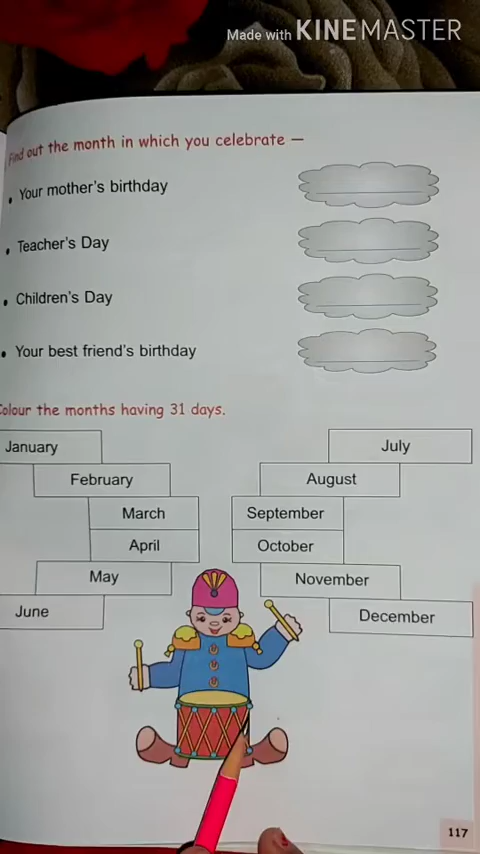 Made with KINEMASTER
Find out the month in which you celebrate —
• Your mother's birthday
• Teacher's Day
• Children's Day
• Your best friend's birthday
Colour the months having 31 days.
January
July
February
August
March
September
April
October
May
November
June
December
117